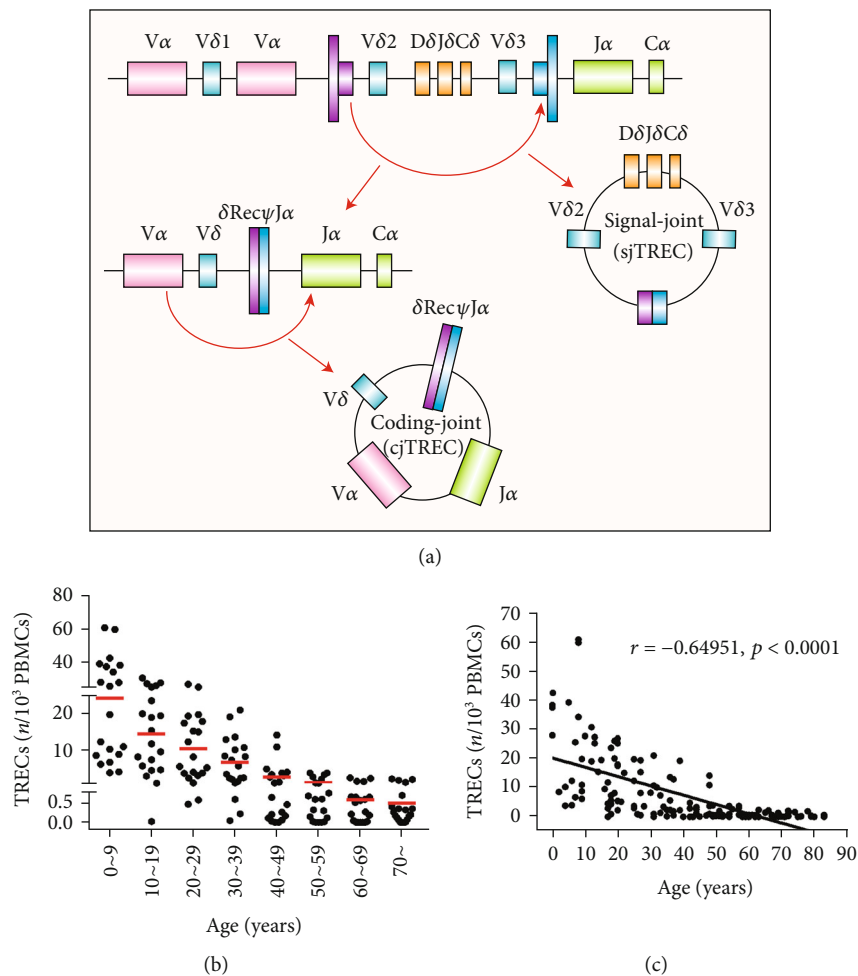 Vα Vδ1 Vα Vδ2 DδJδCδ Vδ3 Jα Cα
DδJδCδ
Vδ2 Signal-joint Vδ3
(sjTREC)
δRecψJα
Vα Vδ Jα Cα
δRecψJα
Vδ
Coding-joint
(cjTREC)
Vα Jα
(a)
TRECs (n/10³ PBMCs)
80
60
40
20
10
0.5
0.0
0~9 10~19 20~29 30~39 40~49 50~59 60~69 70~
Age (years)
(b)
TRECs (n/10³ PBMCs)
70
60
50
40
30
20
10
0
r = −0.64951, p < 0.0001
0 10 20 30 40 50 60 70 80 90
Age (years)
(c)